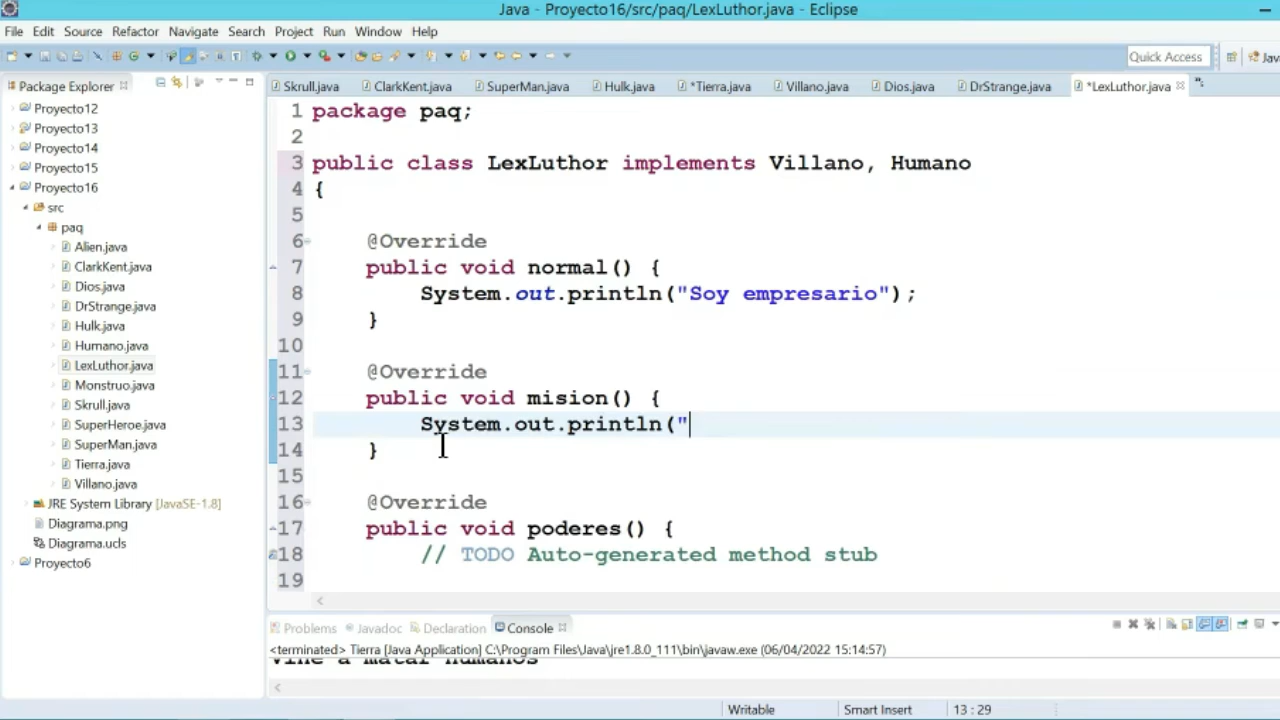 Java - Proyecto16/src/paq/LexLuthor.java - Eclipse
File Edit Source Refactor Navigate Search Project Run Window Help
Quick Access
Package Explorer
Skrull.java ClarkKent.java SuperMan.java Hulk.java *Tierra.java Villano.java Dios.java DrStrange.java *LexLuthor.java
Proyecto12
Proyecto13
Proyecto14
Proyecto15
Proyecto16
src
paq
Alien.java
ClarkKent.java
Dios.java
DrStrange.java
Hulk.java
Humano.java
LexLuthor.java
Monstruo.java
Skrull.java
SuperHeroe.java
SuperMan.java
Tierra.java
Villano.java
JRE System Library [JavaSE-1.8]
Diagrama.png
Diagrama.ucls
Proyecto6
1 package paq;
2
3 public class LexLuthor implements Villano, Humano
4 {
5
6 @Override
7 public void normal() {
8 System.out.println("Soy empresario");
9 }
10
11 @Override
12 public void mision() {
13 System.out.println("
14 }
15
16 @Override
17 public void poderes() {
18 // TODO Auto-generated method stub
19
Problems Javadoc Declaration Console
<terminated> Tierra [Java Application] C:\Program Files\Java\jre1.8.0_111\bin\javaw.exe (06/04/2022 15:14:57)
vine a matar humanos
Writable Smart Insert 13 : 29